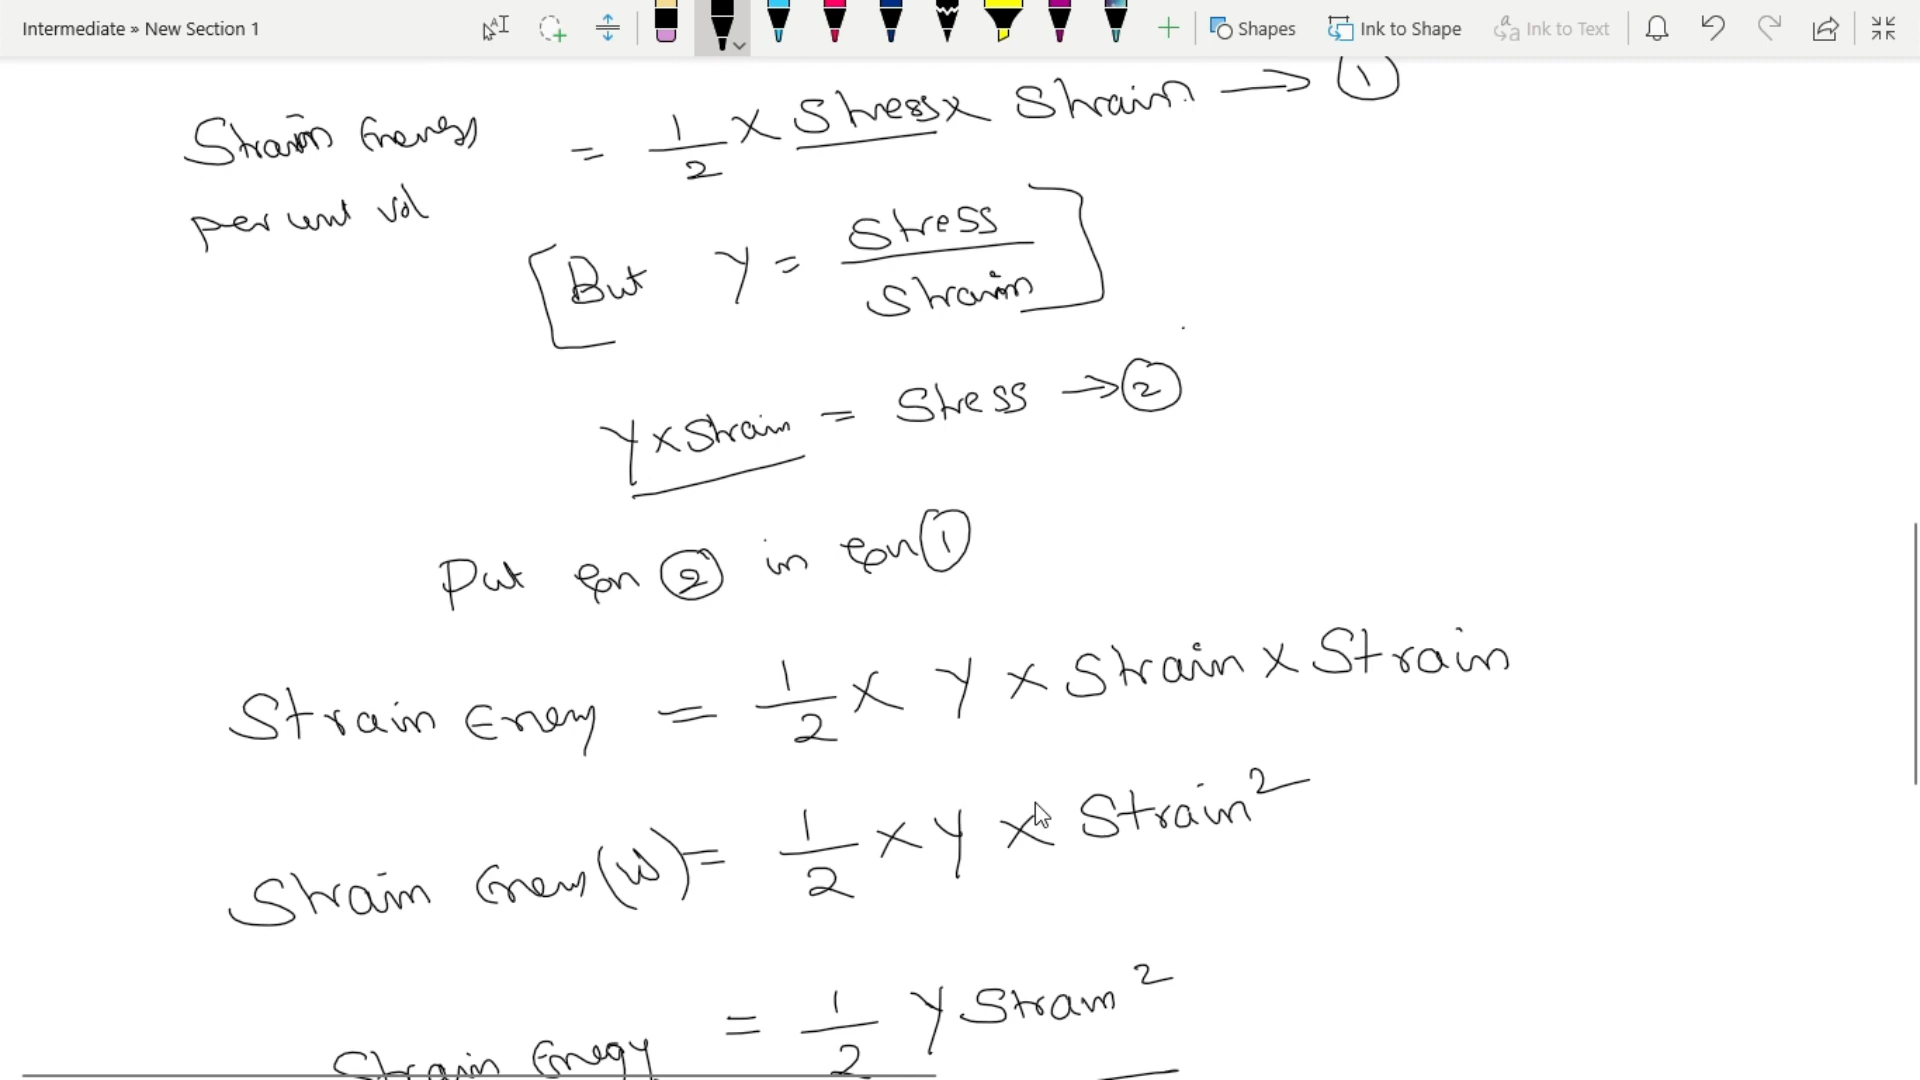 Intermediate » New Section 1
Shapes
Ink to Shape
Ink to Text
Strain Energy = 1/2 x Stress x Strain → ①
per unit vol
[But Y = Stress/Strain]
Y x Strain = Stress → ②
Put eqn ② in eqn ①
Strain Energy = 1/2 x Y x Strain x Strain
Strain Energy (W) = 1/2 x Y x Strain²
Strain Energy = 1/2 Y Strain²